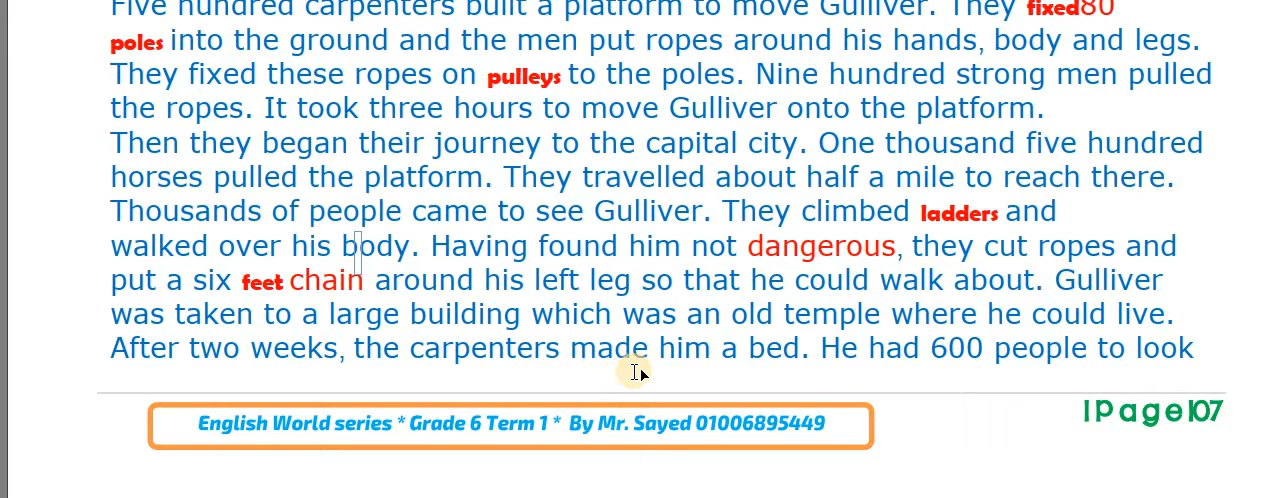 Five hundred carpenters built a platform to move Gulliver. They fixed80
poles into the ground and the men put ropes around his hands, body and legs.
They fixed these ropes on pulleys to the poles. Nine hundred strong men pulled
the ropes. It took three hours to move Gulliver onto the platform.
Then they began their journey to the capital city. One thousand five hundred
horses pulled the platform. They travelled about half a mile to reach there.
Thousands of people came to see Gulliver. They climbed ladders and
walked over his body. Having found him not dangerous, they cut ropes and
put a six feet chain around his left leg so that he could walk about. Gulliver
was taken to a large building which was an old temple where he could live.
After two weeks, the carpenters made him a bed. He had 600 people to look
English World series * Grade 6 Term 1 * By Mr. Sayed 01006895449
|Page107